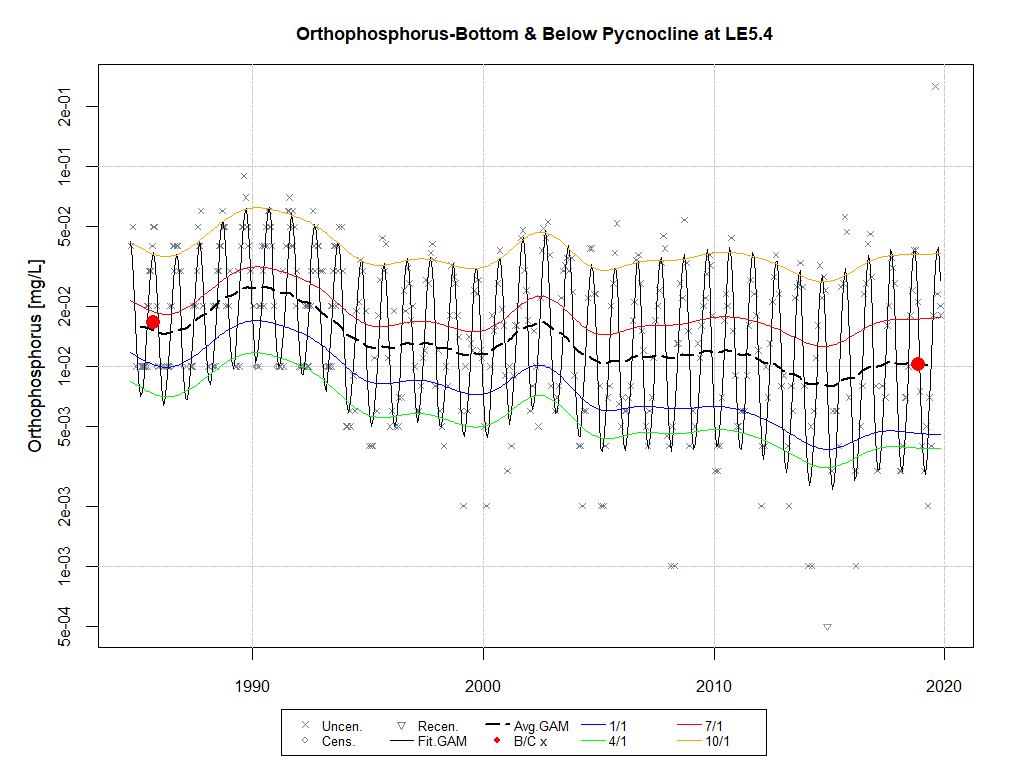 Orthophosphorus-Bottom & Below Pycnocline at LE5.4
Orthophosphorus [mg/L]
2e-01
1e-01
5e-02
2e-02
1e-02
5e-03
2e-03
1e-03
5e-04
1990 2000 2010 2020
Uncen. Recen. Avg.GAM 1/1 7/1
Cens. Fit.GAM B/C x 4/1 10/1